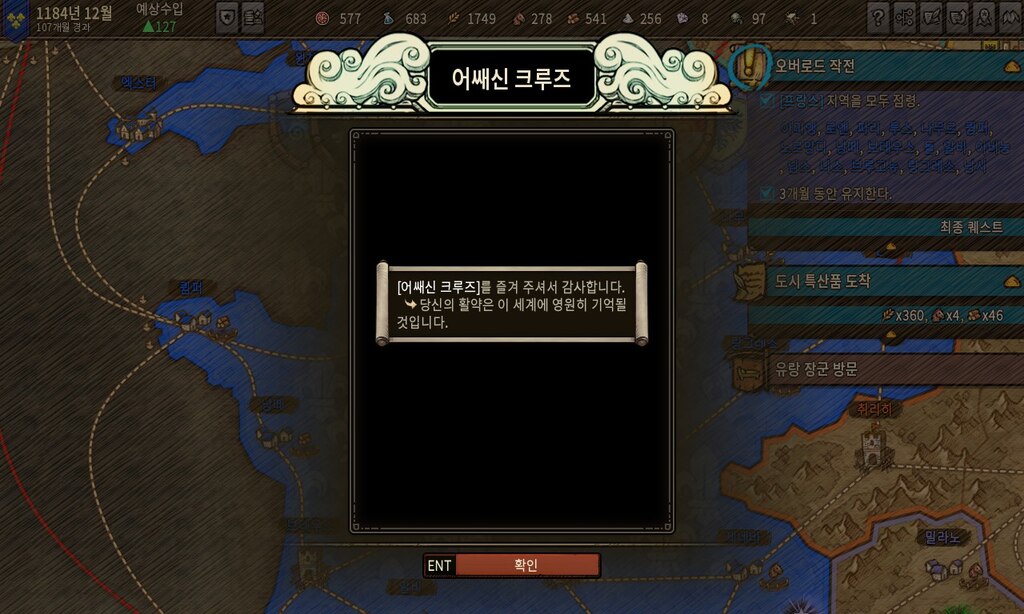 1184년 12월
107개월 경과
예상수입
▲127
577 683 1749 278 541 256 8 97 1
어쌔신 크루즈
오버로드 작전
[프랑스] 지역을 모두 점령.
3개월 동안 유지한다.
최종 퀘스트
도시 특산품 도착
x360, x4, x46
유랑 장군 방문
[어쌔신 크루즈]를 즐겨 주셔서 감사합니다.
당신의 활약은 이 세계에 영원히 기억될
것입니다.
킴퍼
취리히
밀라노
ENT 확인